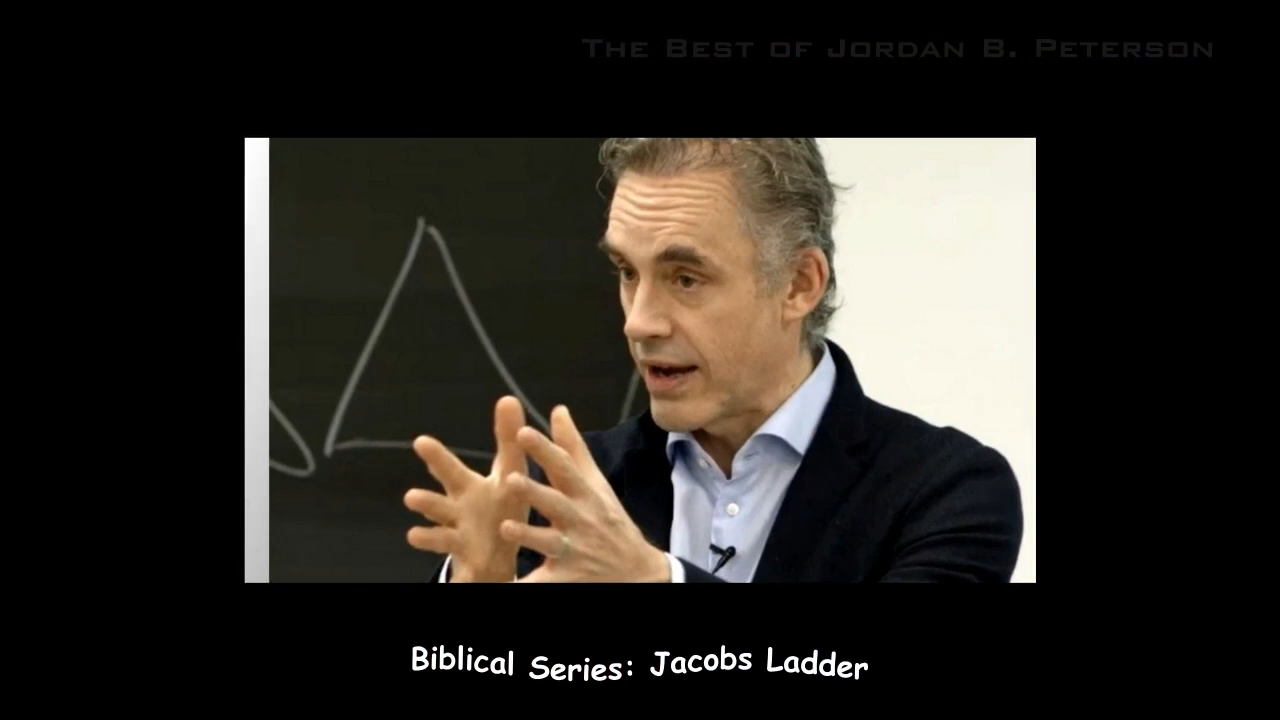 The Best of Jordan B. Peterson
Biblical Series: Jacobs Ladder